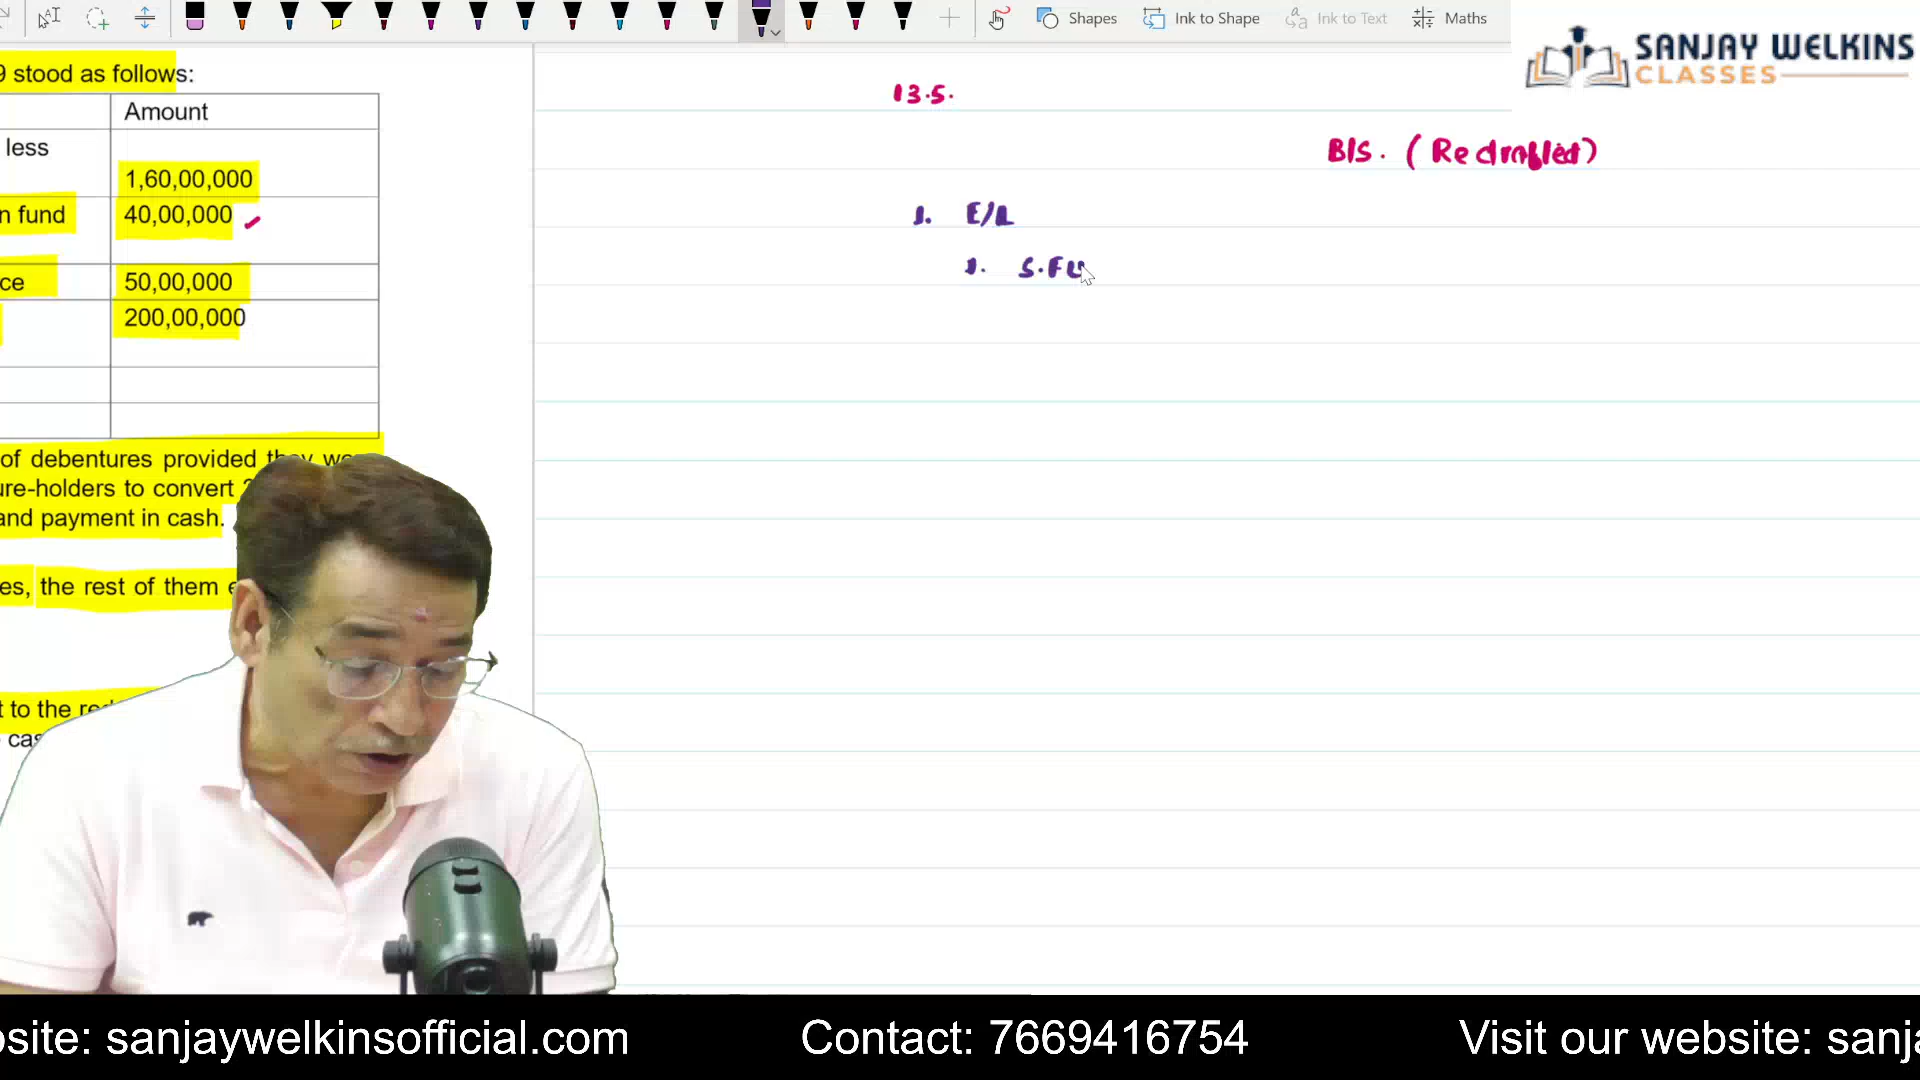 Shapes
Ink to Shape
Ink to Text
Maths
SANJAY WELKINS
CLASSES
9 stood as follows:
Amount
less
1,60,00,000
n fund 40,00,000
ce 50,00,000
200,00,000
of debentures provided they
ure-holders to convert
and payment in cash.
es, the rest of them
t to the
13.5.
B/S. (Redrafted)
1. E/L
1. S.FU
site: sanjaywelkinsofficial.com
Contact: 7669416754
Visit our website: sanja